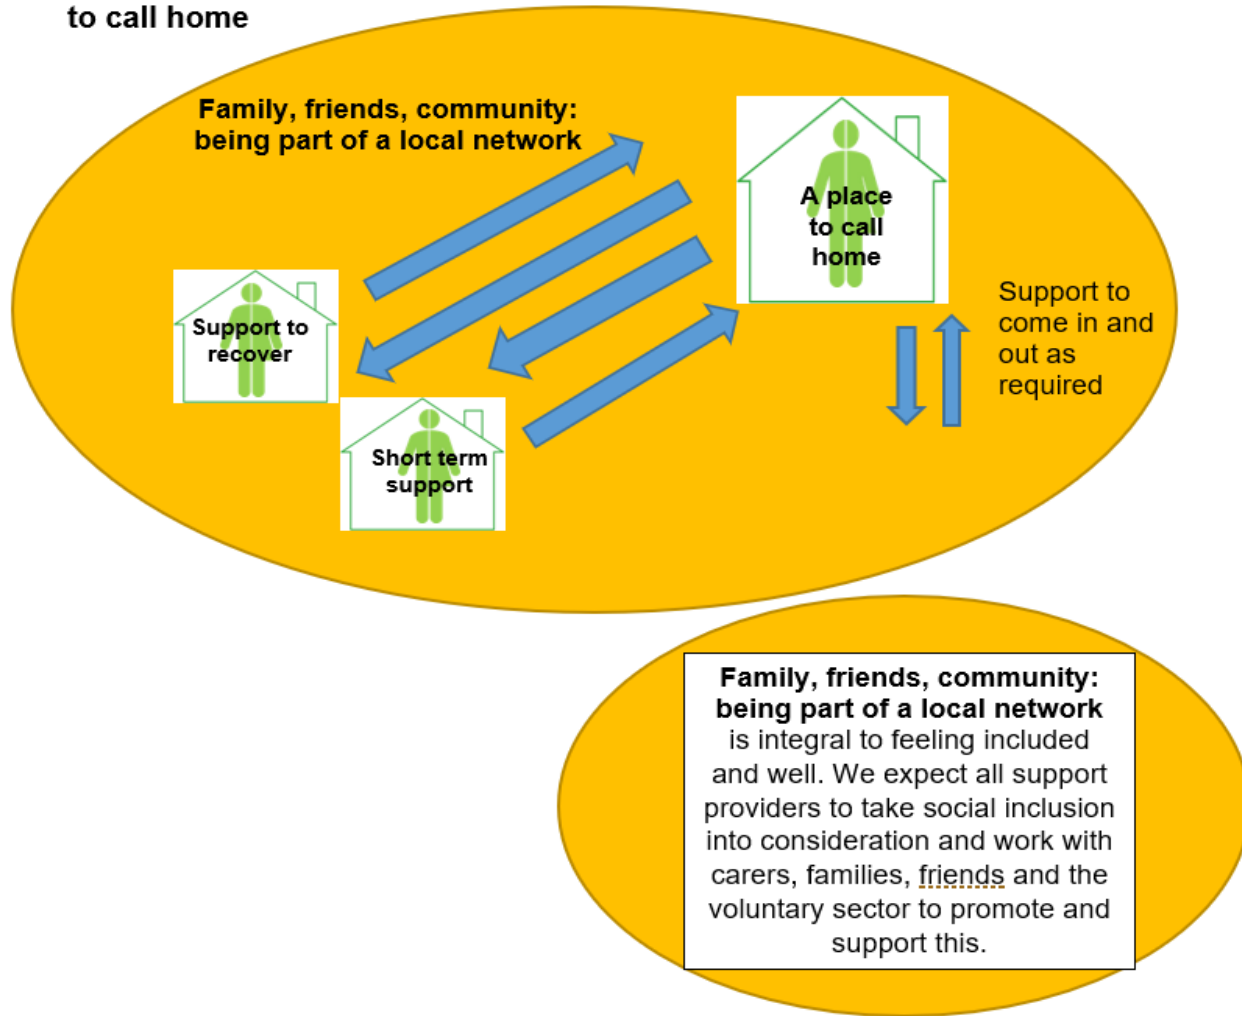 to call home
Family, friends, community:
being part of a local network
A place
to call
home
Support to
recover
Short term
support
Support to
come in and
out as
required
Family, friends, community:
being part of a local network
is integral to feeling included
and well. We expect all support
providers to take social inclusion
into consideration and work with
carers, families, friends and the
voluntary sector to promote and
support this.